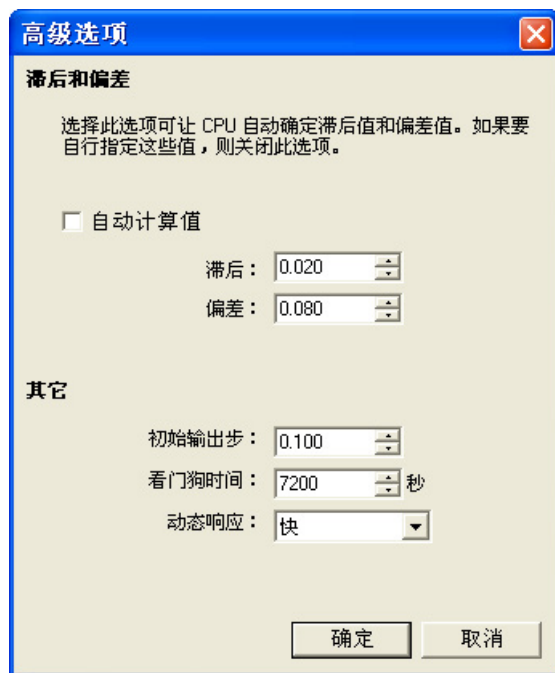 高级选项
滞后和偏差
选择此选项可让 CPU 自动确定滞后值和偏差值。如果要
自行指定这些值，则关闭此选项。
自动计算值
滞后： 0.020
偏差： 0.080
其它
初始输出步： 0.100
看门狗时间： 7200 秒
动态响应： 快
确定 取消